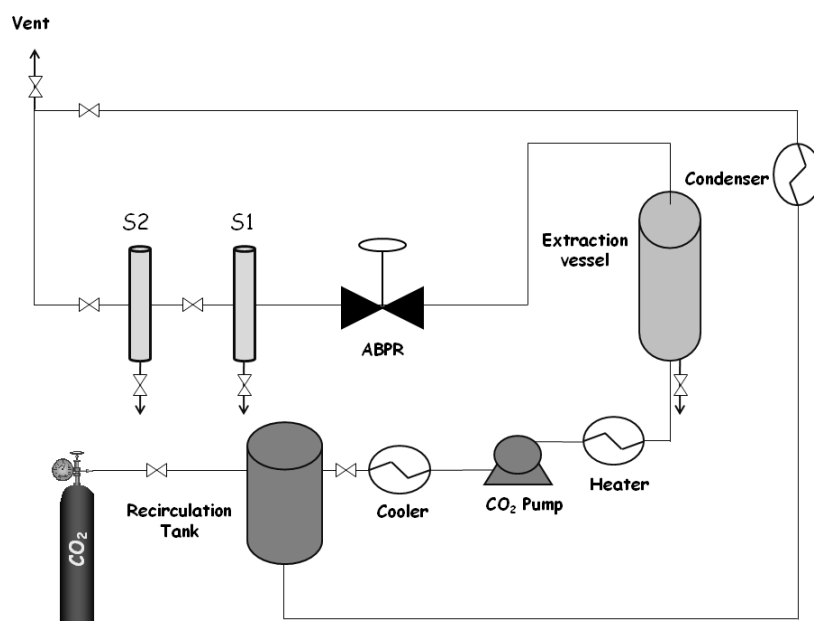 Vent
Condenser
S2
S1
Extraction
vessel
ABPR
Recirculation
Tank
Cooler
CO₂ Pump
Heater
CO₂